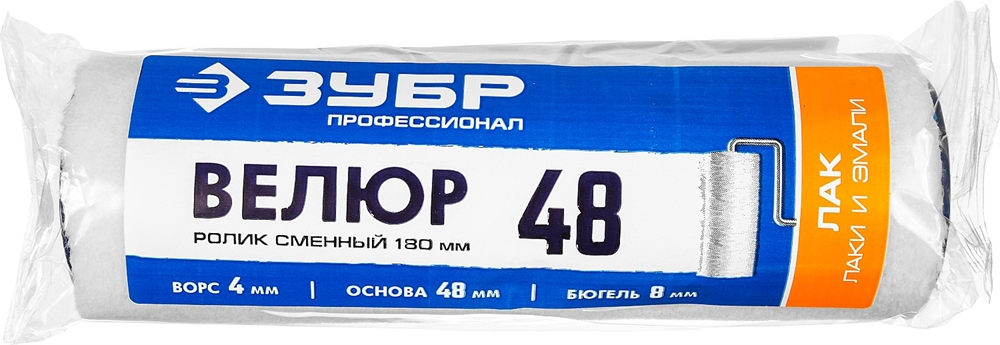 ЗУБР
ПРОФЕССИОНАЛ
ВЕЛЮР 48
РОЛИК СМЕННЫЙ 180 мм
ВОРС 4 мм | ОСНОВА 48 мм | БЮГЕЛЬ 8 мм
ЛАК
ЛАКИ И ЭМАЛИ